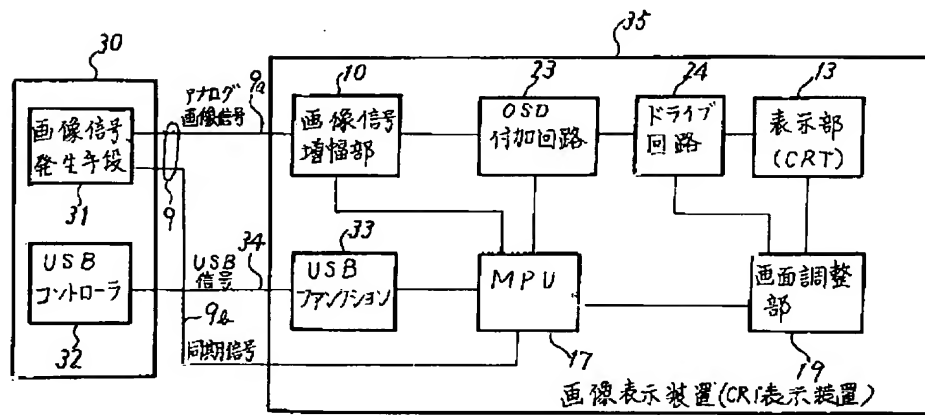 35
30
アナログ
画像信号
9a
10
23
24
13
画像信号
発生手段
画像信号
増幅部
OSD
付加回路
ドライブ
回路
表示部
(CRT)
31
9
33
34
USB
コントローラ
USB
信号
USB
ファンクション
MPU
画面調整
部
32
9b
同期信号
17
19
画像表示装置(CRT表示装置)